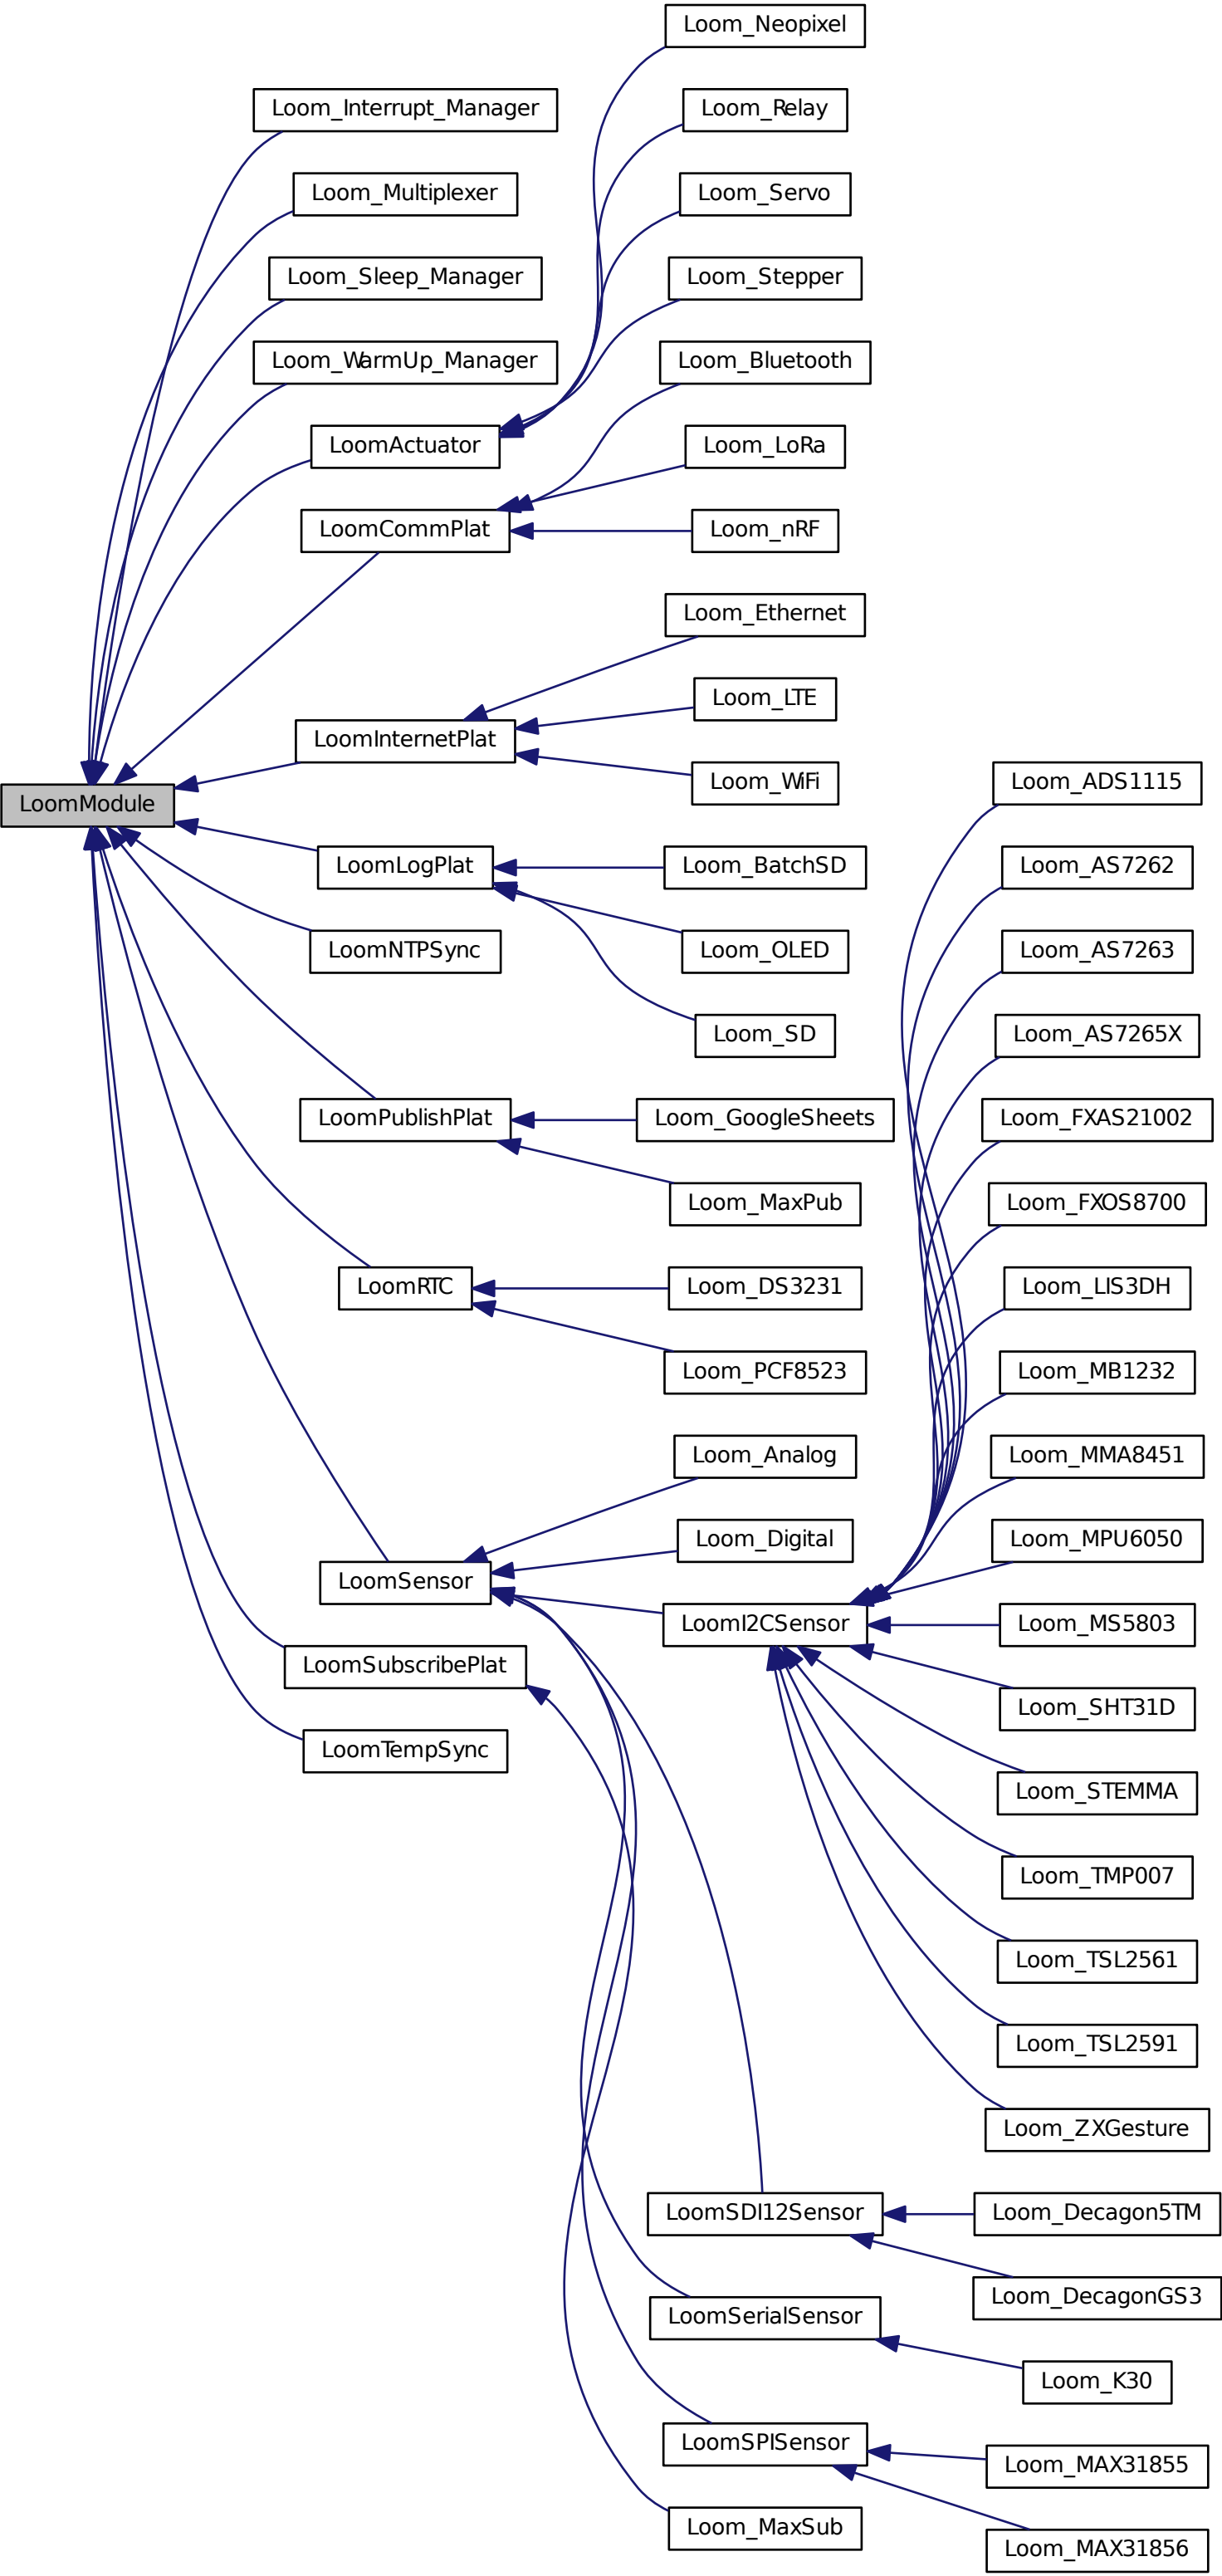 Loom_Neopixel
Loom_Interrupt_Manager
Loom_Relay
Loom_Multiplexer
Loom_Servo
Loom_Sleep_Manager
Loom_Stepper
Loom_WarmUp_Manager
Loom_Bluetooth
LoomActuator
Loom_LoRa
LoomCommPlat
Loom_nRF
Loom_Ethernet
Loom_LTE
LoomInternetPlat
Loom_WiFi
Loom_ADS1115
LoomModule
LoomLogPlat
Loom_BatchSD
Loom_AS7262
LoomNTPSync
Loom_OLED
Loom_AS7263
Loom_SD
Loom_AS7265X
LoomPublishPlat
Loom_GoogleSheets
Loom_FXAS21002
Loom_MaxPub
Loom_FXOS8700
LoomRTC
Loom_DS3231
Loom_LIS3DH
Loom_PCF8523
Loom_MB1232
Loom_Analog
Loom_MMA8451
Loom_Digital
Loom_MPU6050
LoomSensor
LoomI2CSensor
Loom_MS5803
LoomSubscribePlat
Loom_SHT31D
LoomTempSync
Loom_STEMMA
Loom_TMP007
Loom_TSL2561
Loom_TSL2591
Loom_ZXGesture
LoomSDI12Sensor
Loom_Decagon5TM
Loom_DecagonGS3
LoomSerialSensor
Loom_K30
LoomSPISensor
Loom_MAX31855
Loom_MaxSub
Loom_MAX31856